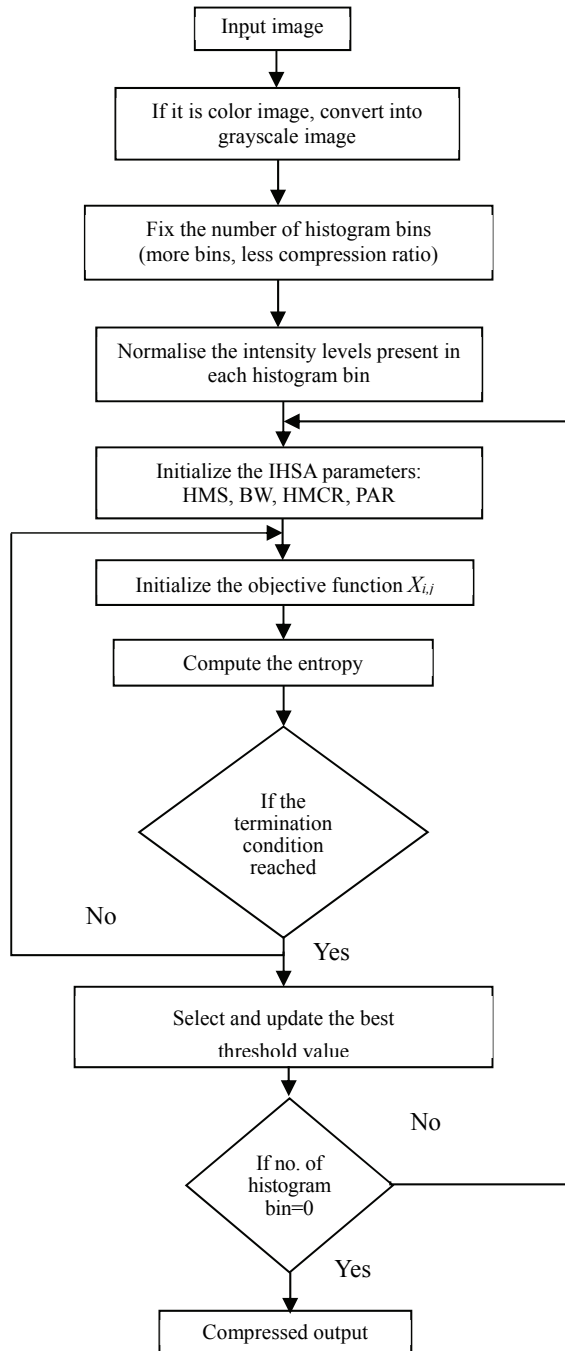 Input image
If it is color image, convert into
grayscale image
Fix the number of histogram bins
(more bins, less compression ratio)
Normalise the intensity levels present in
each histogram bin
Initialize the IHSA parameters:
HMS, BW, HMCR, PAR
Initialize the objective function Xi,j
Compute the entropy
If the
termination
condition
reached
No
Yes
Select and update the best
threshold value
No
If no. of
histogram
bin=0
Yes
Compressed output